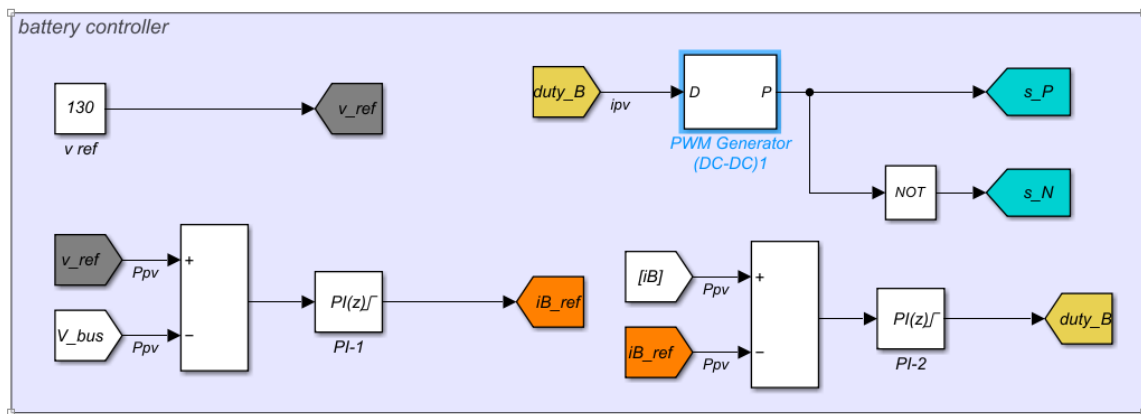 battery controller
130
v ref
v_ref
duty_B
ipv
D
P
PWM Generator
(DC-DC)1
s_P
NOT
s_N
v_ref
Ppv
+
V_bus
Ppv
−
PI(z)
PI-1
iB_ref
[iB]
Ppv
+
iB_ref
Ppv
−
PI(z)
PI-2
duty_B